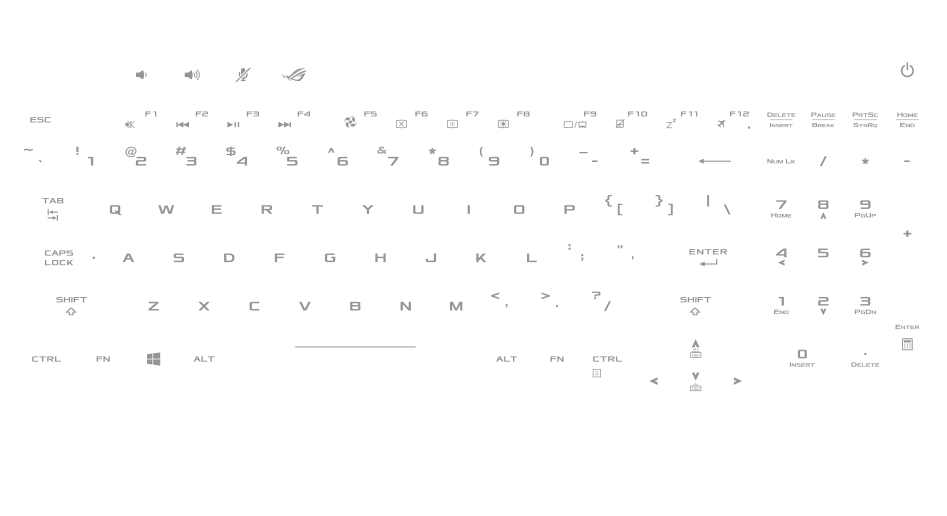 F1 F2 F3 F4 F5 F6 F7 F8 F9 F10 F11 F12 DELETE PAUSE PRTSC HOME
ESC INSERT BREAK SYSRQ END
~ ! @ # $ % ^ & * ( ) _ +
` 1 2 3 4 5 6 7 8 9 0 - = NUM LK / * -
TAB Q W E R T Y U I O P { [ } ] | \ 7 8 9
HOME PGUP
+
CAPS LOCK A S D F G H J K L : ; " ' ENTER 4 5 6
SHIFT Z X C V B N M < , > . ? / SHIFT 1 2 3
END PGDN
ENTER
CTRL FN ALT ALT FN CTRL 0 .
INSERT DELETE